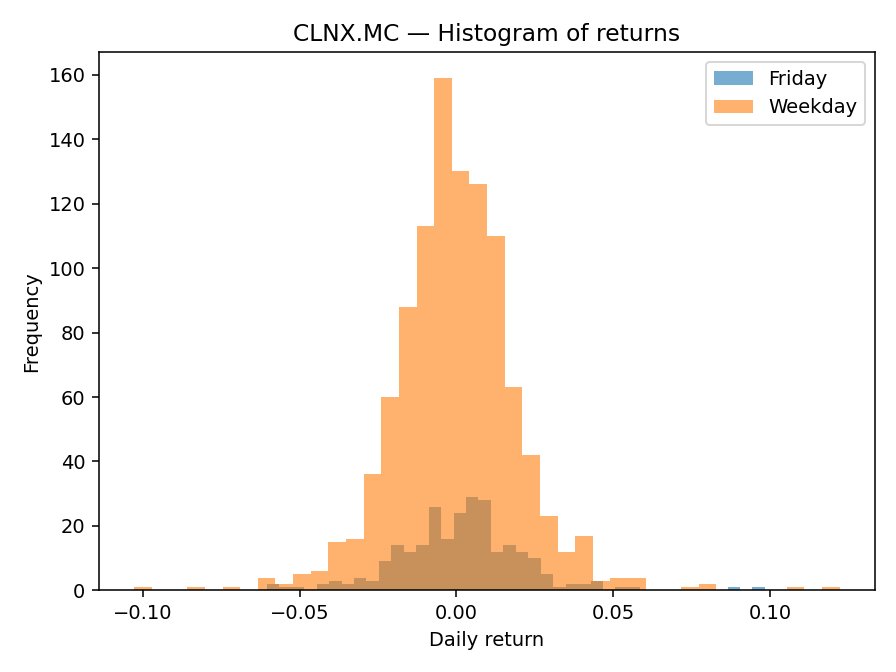 CLNX.MC — Histogram of returns
Friday
Weekday
Frequency
160
140
120
100
80
60
40
20
0
−0.10
−0.05
0.00
0.05
0.10
Daily return